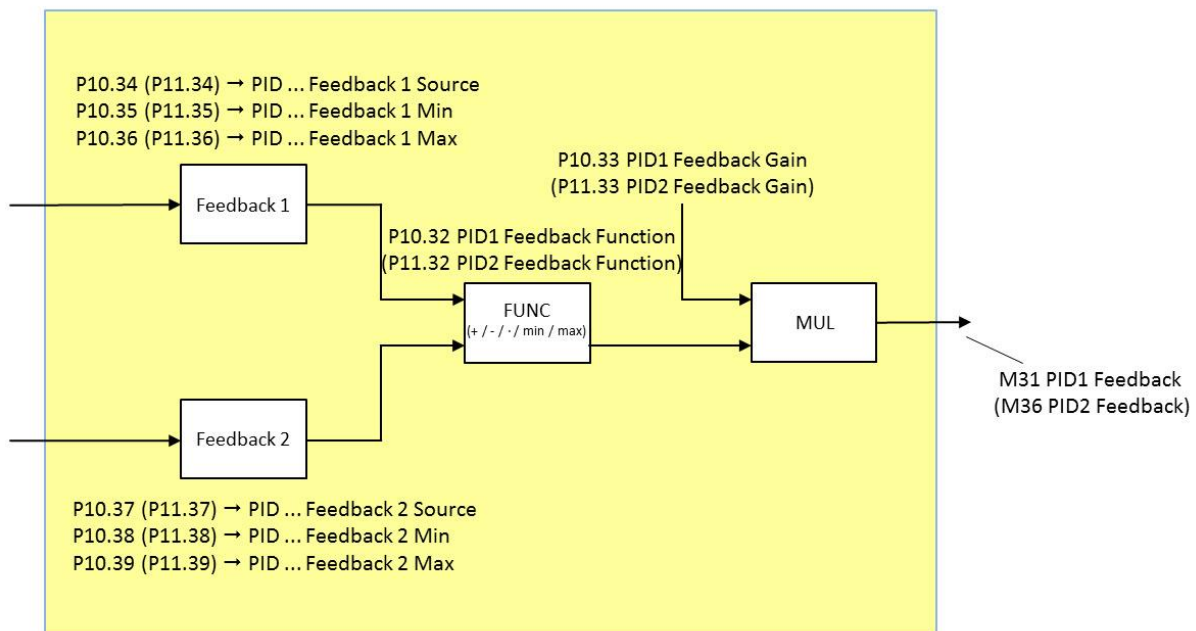 P10.34 (P11.34) → PID ... Feedback 1 Source
P10.35 (P11.35) → PID ... Feedback 1 Min
P10.36 (P11.36) → PID ... Feedback 1 Max
P10.33 PID1 Feedback Gain
(P11.33 PID2 Feedback Gain)
Feedback 1
P10.32 PID1 Feedback Function
(P11.32 PID2 Feedback Function)
FUNC
(+ / - / · / min / max)
MUL
M31 PID1 Feedback
(M36 PID2 Feedback)
Feedback 2
P10.37 (P11.37) → PID ... Feedback 2 Source
P10.38 (P11.38) → PID ... Feedback 2 Min
P10.39 (P11.39) → PID ... Feedback 2 Max